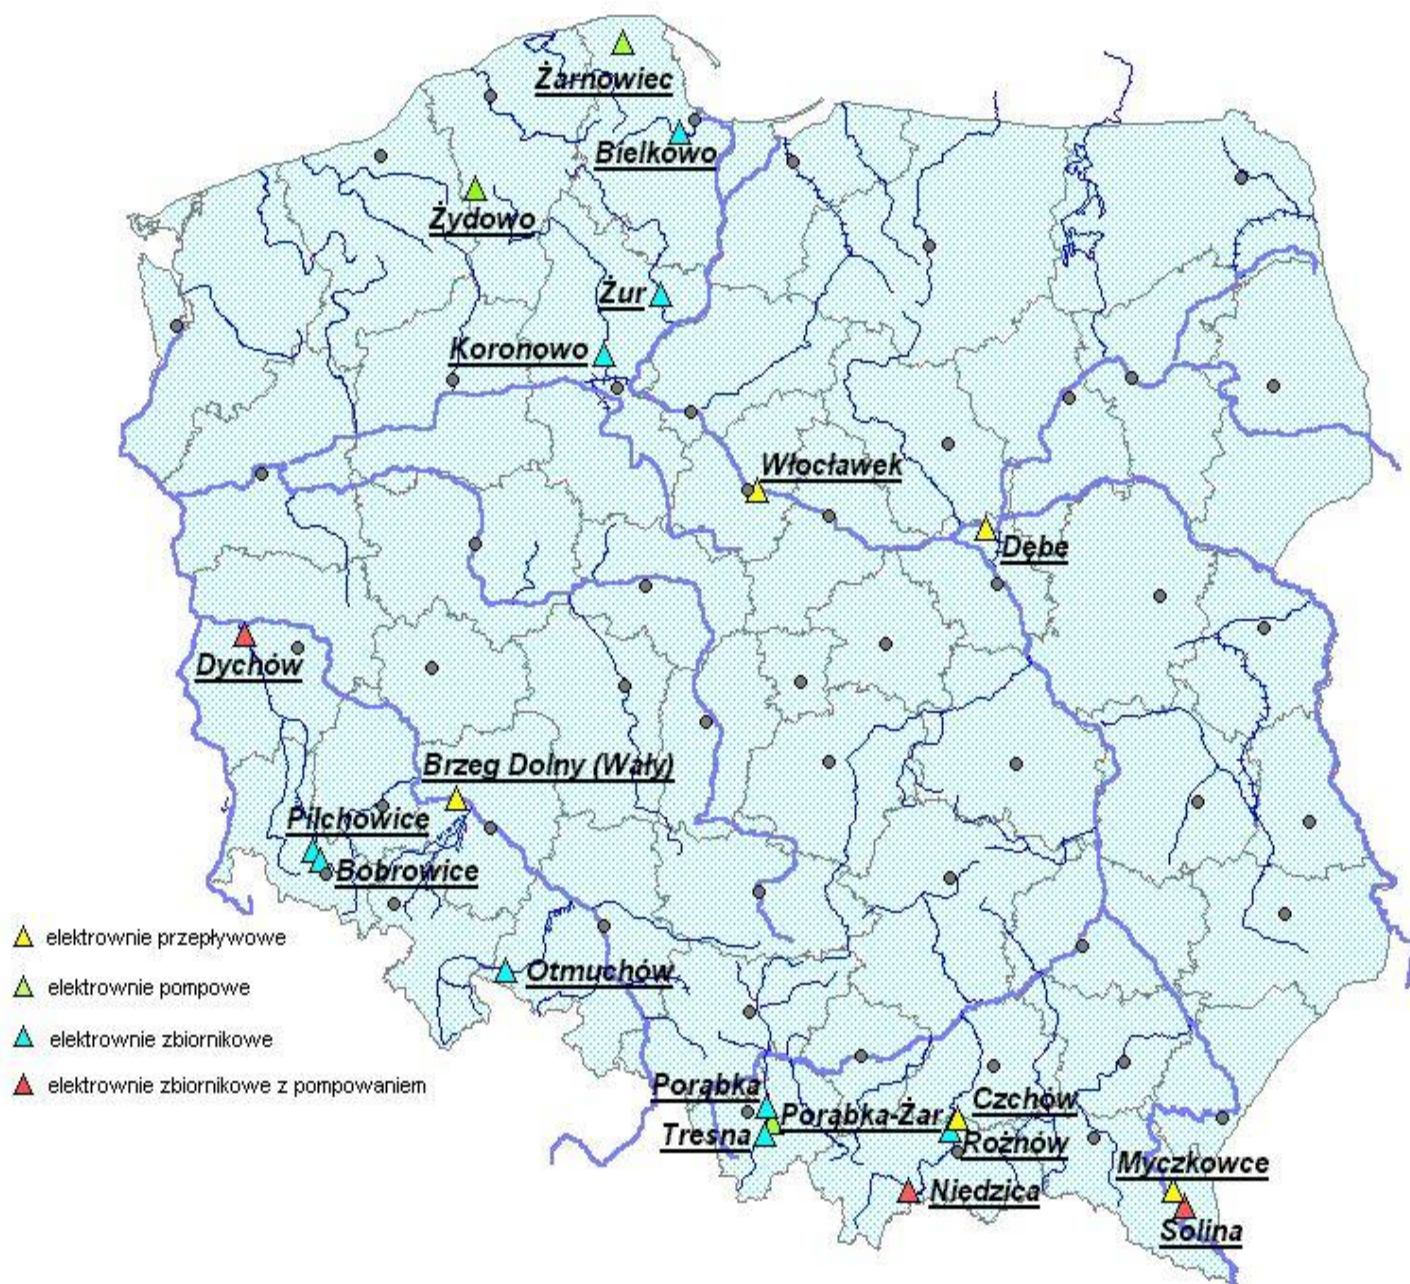 Żarnowiec
Bielkowo
Żydowo
Żur
Koronowo
Włocławek
Dębe
Dychów
Brzeg Dolny (Wały)
Pilchowice
Bobrowice
elektrownie przepływowe
Otmuchów
elektrownie pompowe
elektrownie zbiornikowe
elektrownie zbiornikowe z pompowaniem
Porąbka
Czchów
Porąbka-Żar
Tresna
Rożnów
Myczkowce
Niedzica
Solina